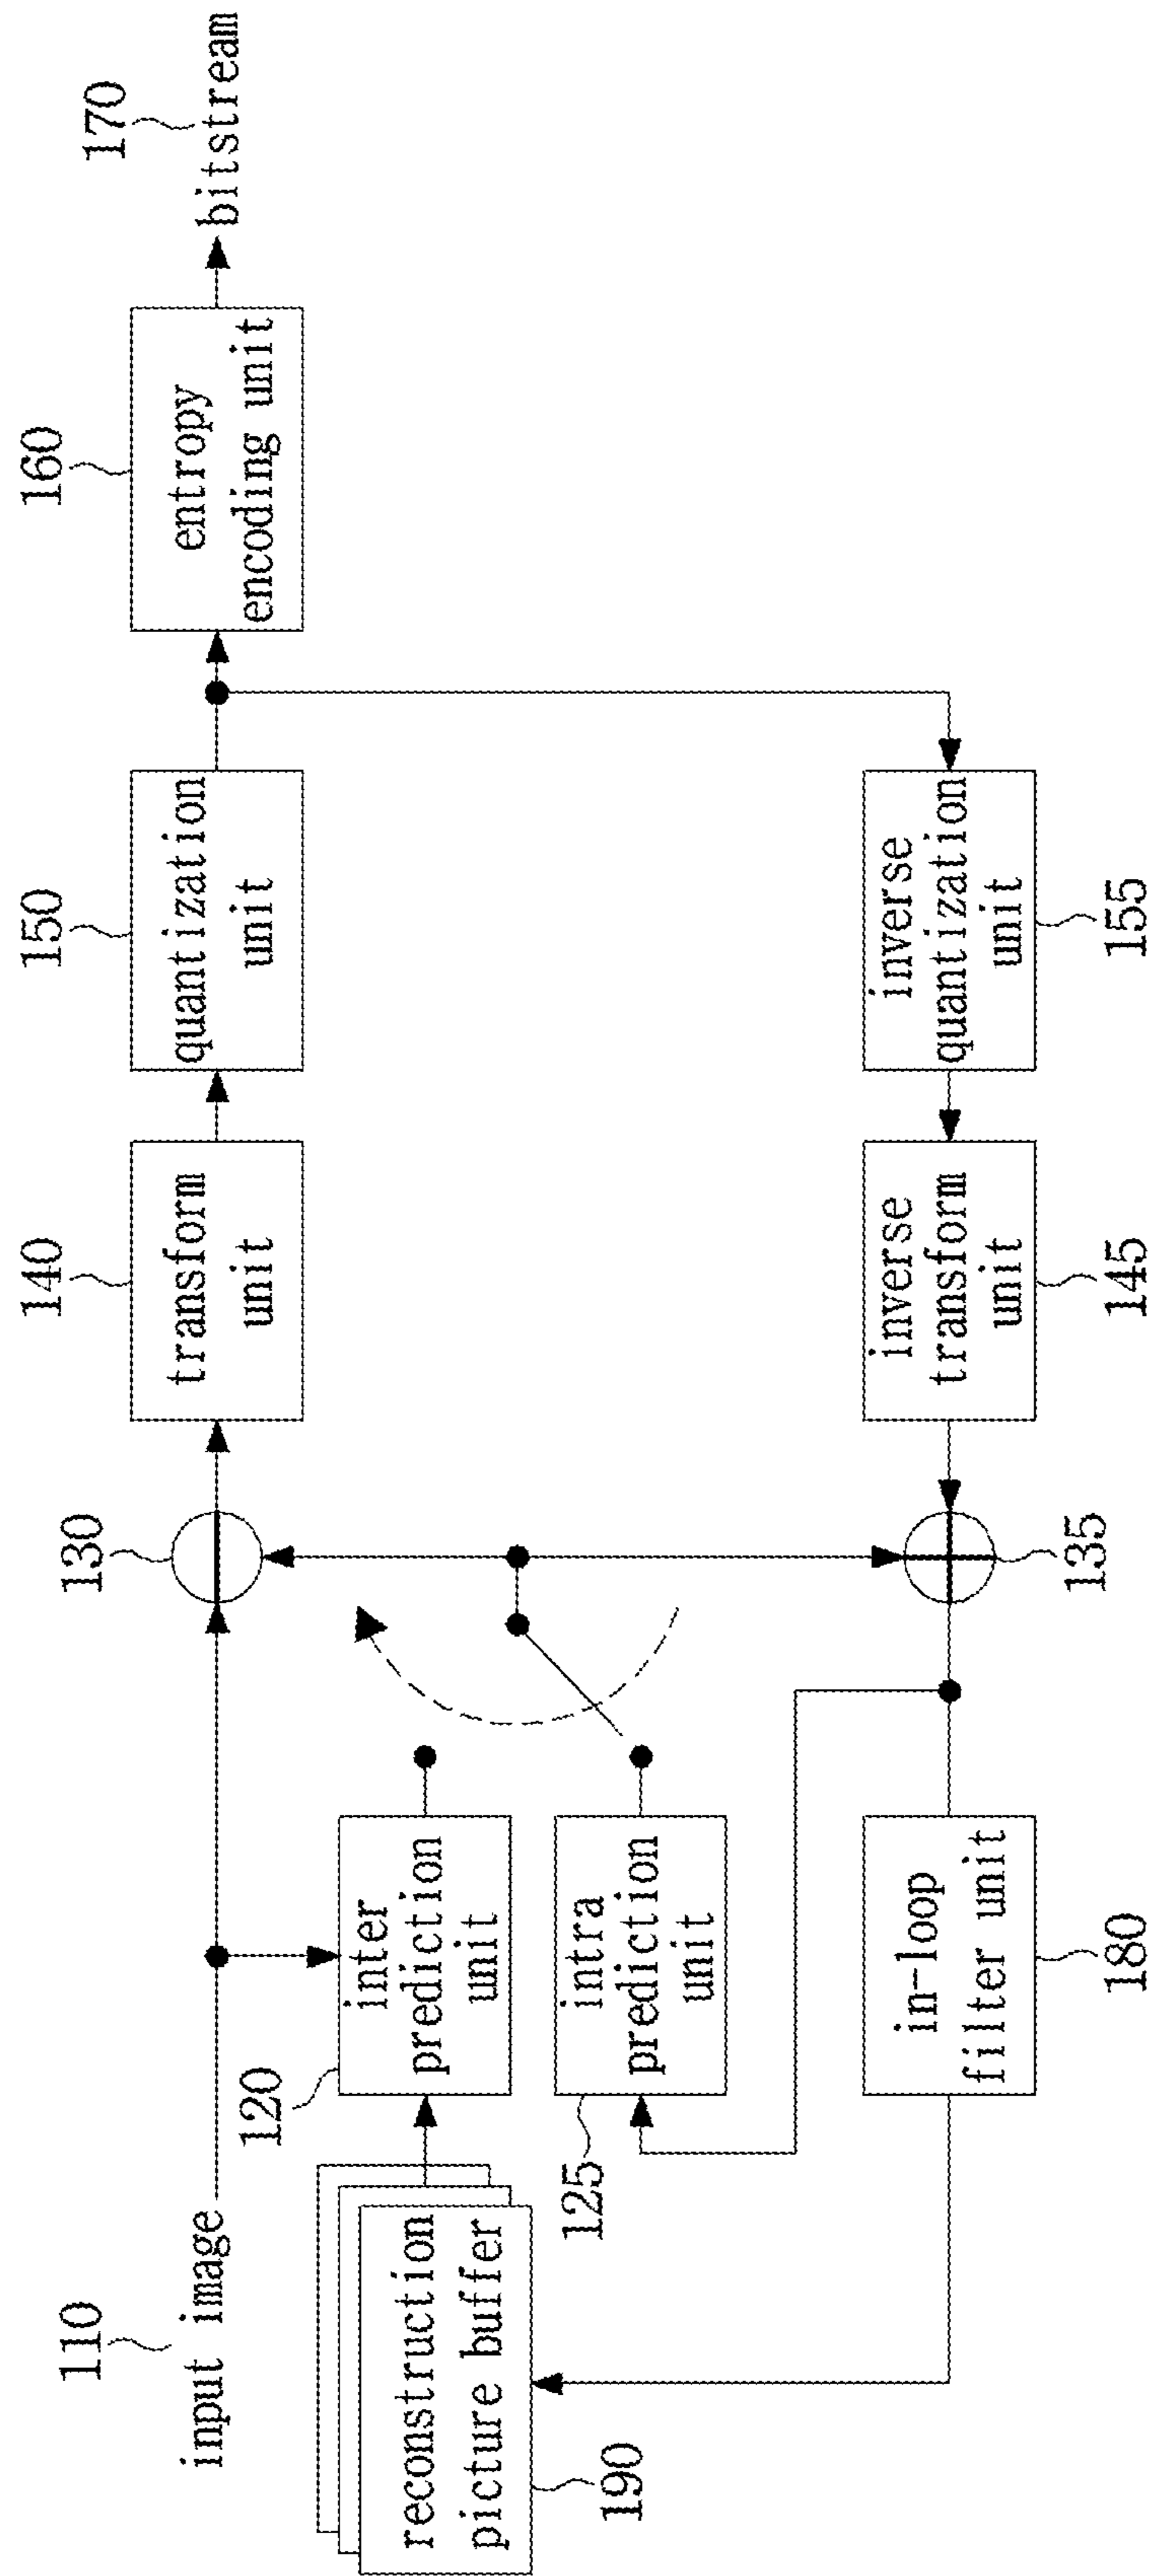 110
input image
130
140
transform
unit
150
quantization
unit
160
entropy
encoding unit
170
bitstream
120
inter
prediction
unit
190
reconstruction
picture buffer
125
intra
prediction
unit
180
in-loop
filter unit
135
145
inverse
transform
unit
155
inverse
quantization
unit